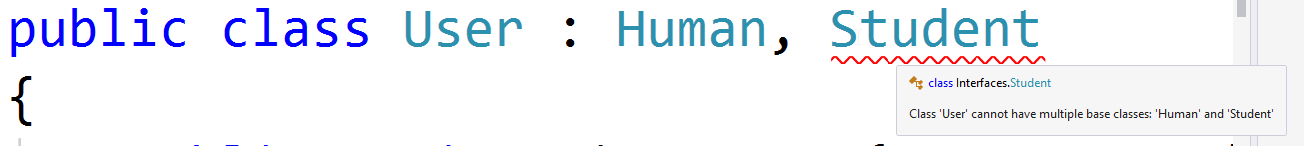 public class User : Human, Student
{
class Interfaces.Student
Class 'User' cannot have multiple base classes: 'Human' and 'Student'